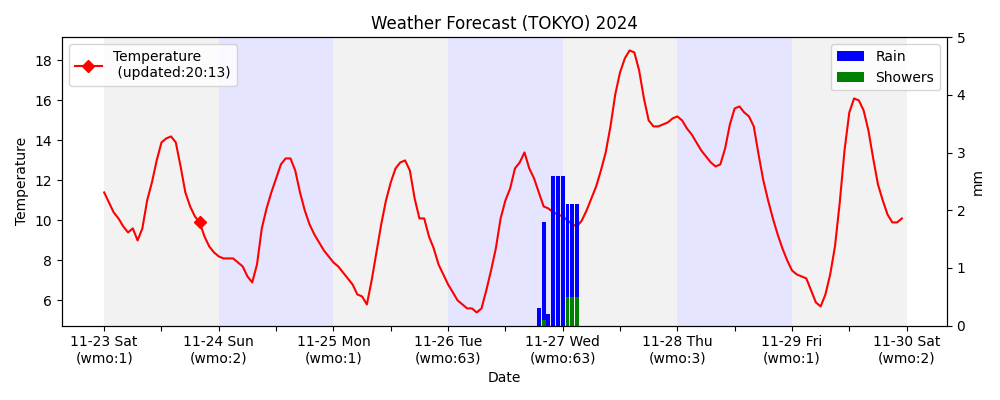 Weather Forecast (TOKYO) 2024
Temperature
(updated:20:13)
Rain
Showers
Temperature
18
16
14
12
10
8
6
5
4
3
2
1
0
mm
11-23 Sat
(wmo:1)
11-24 Sun
(wmo:2)
11-25 Mon
(wmo:1)
11-26 Tue
(wmo:63)
11-27 Wed
(wmo:63)
11-28 Thu
(wmo:3)
11-29 Fri
(wmo:1)
11-30 Sat
(wmo:2)
Date